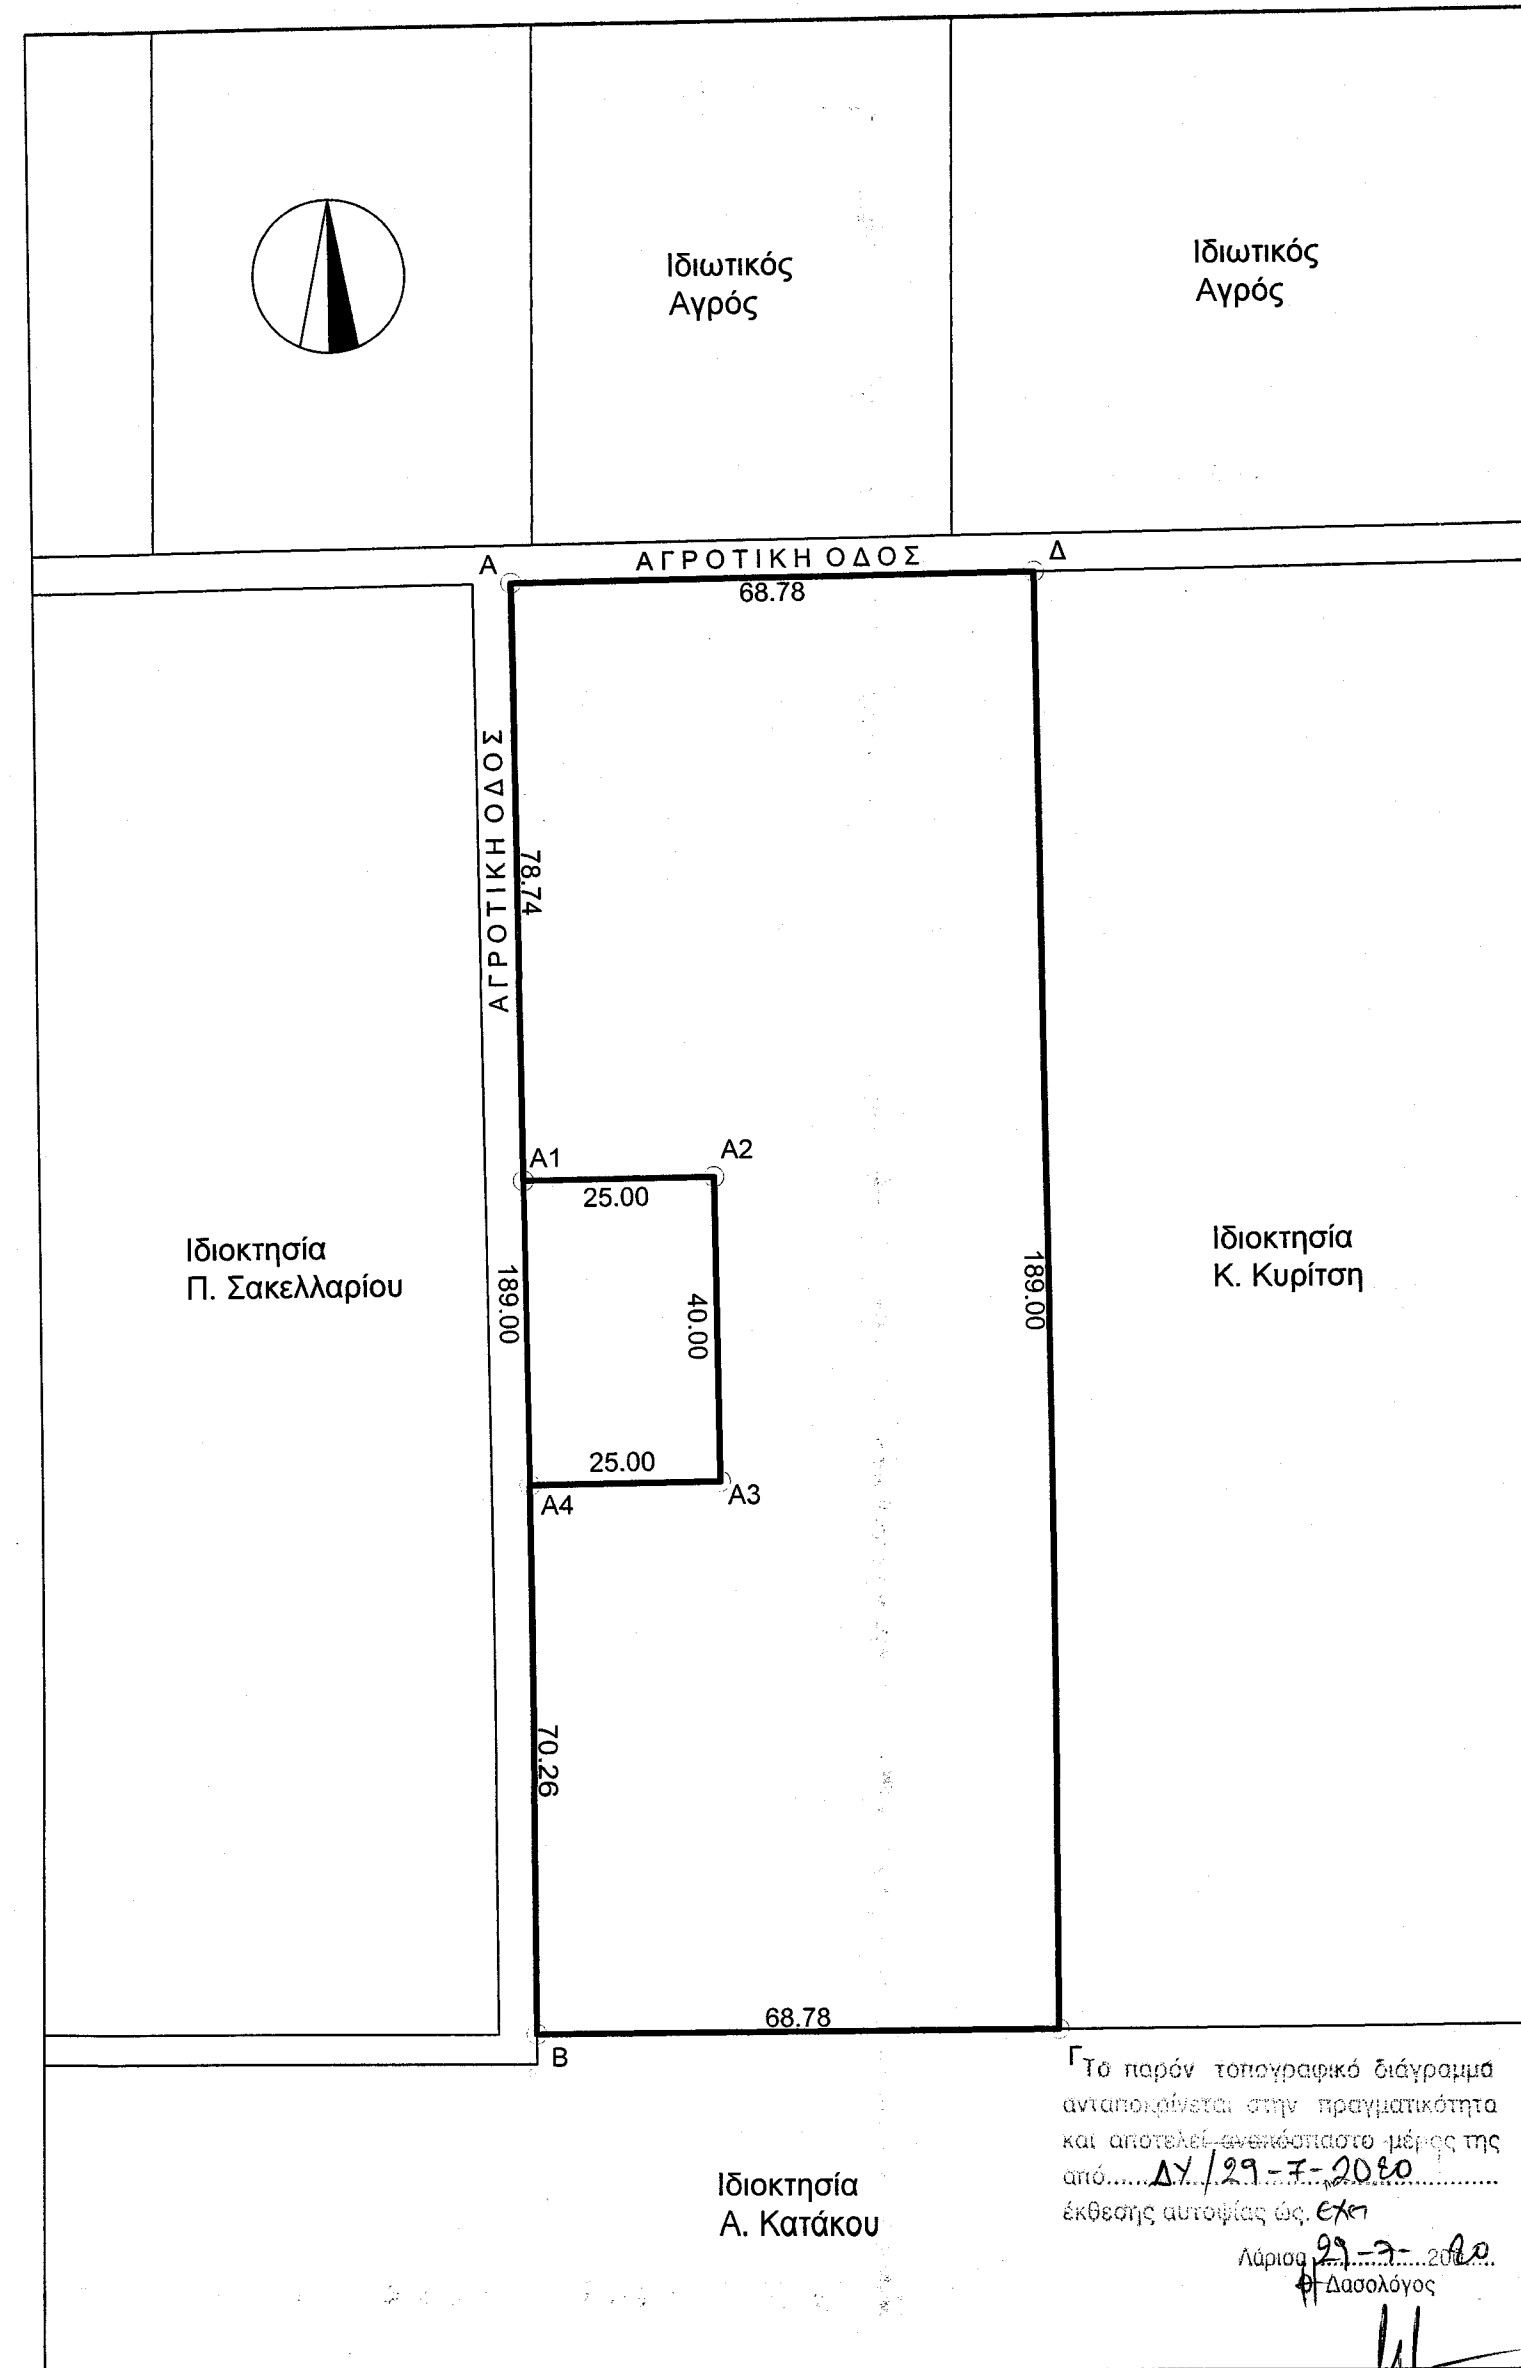 Ιδιωτικός
Αγρός
Ιδιωτικός
Αγρός
Α
ΑΓΡΟΤΙΚΗ ΟΔΟΣ
Δ
68.78
ΑΓΡΟΤΙΚΗ ΟΔΟΣ
78.74
Α1
Α2
25.00
Ιδιοκτησία
Π. Σακελλαρίου
189.00
40.00
189.00
Ιδιοκτησία
Κ. Κυρίτση
25.00
Α4
Α3
70.26
68.78
Β
Γ
Το παρόν τοπογραφικό διάγραμμα
ανταποκρίνεται στην πραγματικότητα
και αποτελεί αναπόσπαστο μέρος της
από...... ΔΥ/29-7-2020 ............
έκθεσης αυτοψίας ώς. έχει
Λάρισα 29-7- 2020
Ο Δασολόγος
Ιδιοκτησία
Α. Κατάκου